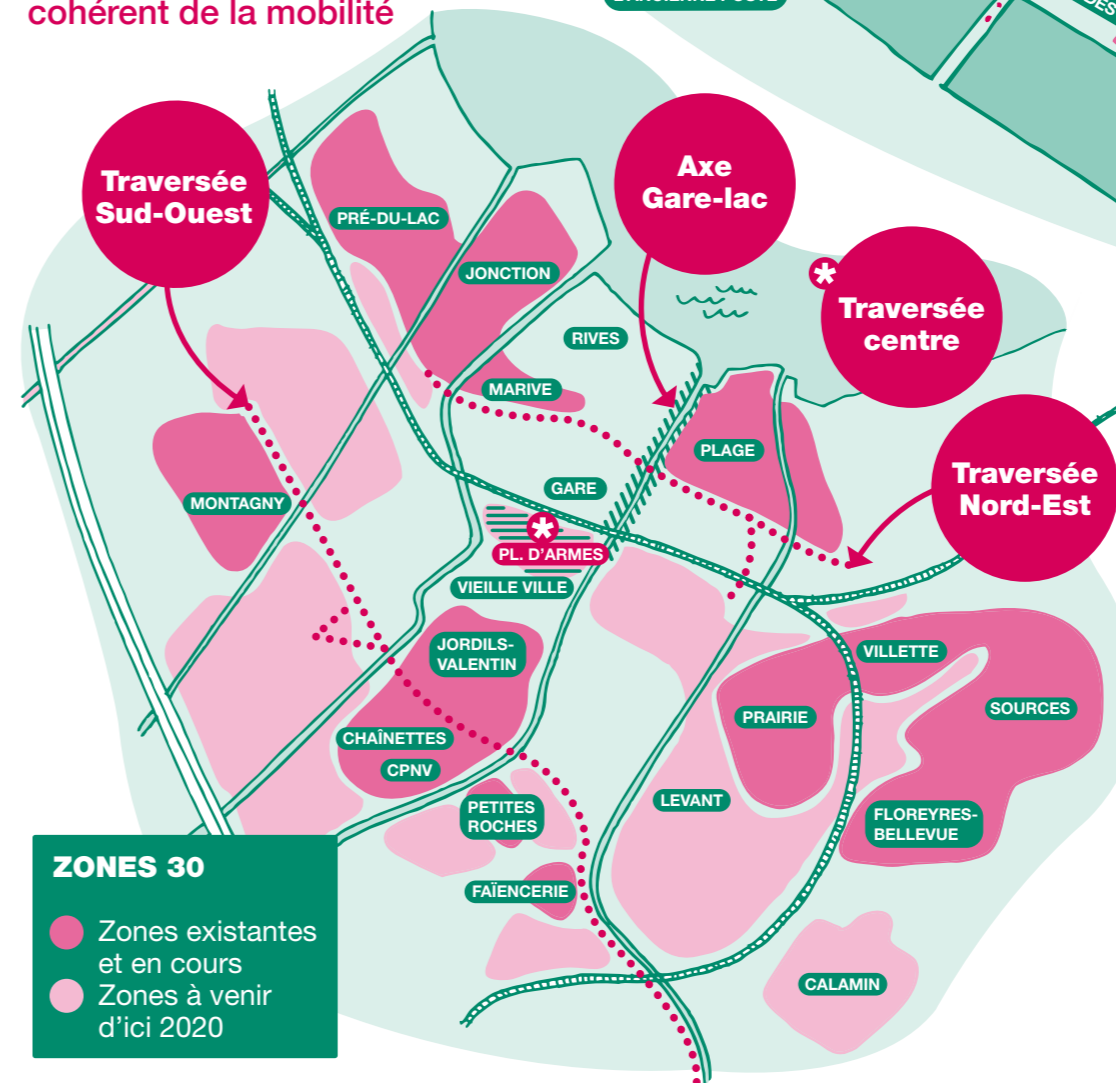 cohérent de la mobilité
Traversée
Sud-Ouest
Axe
Gare-lac
*
Traversée
centre
Traversée
Nord-Est
PRÉ-DU-LAC
JONCTION
RIVES
MARIVE
PLAGE
MONTAGNY
GARE
*
PL. D'ARMES
VIEILLE VILLE
JORDILS-
VALENTIN
VILLETTE
PRAIRIE
SOURCES
CHAÎNETTES
CPNV
LEVANT
PETITES
ROCHES
FLOREYRES-
BELLEVUE
FAÏENCERIE
CALAMIN
ZONES 30
Zones existantes
et en cours
Zones à venir
d'ici 2020